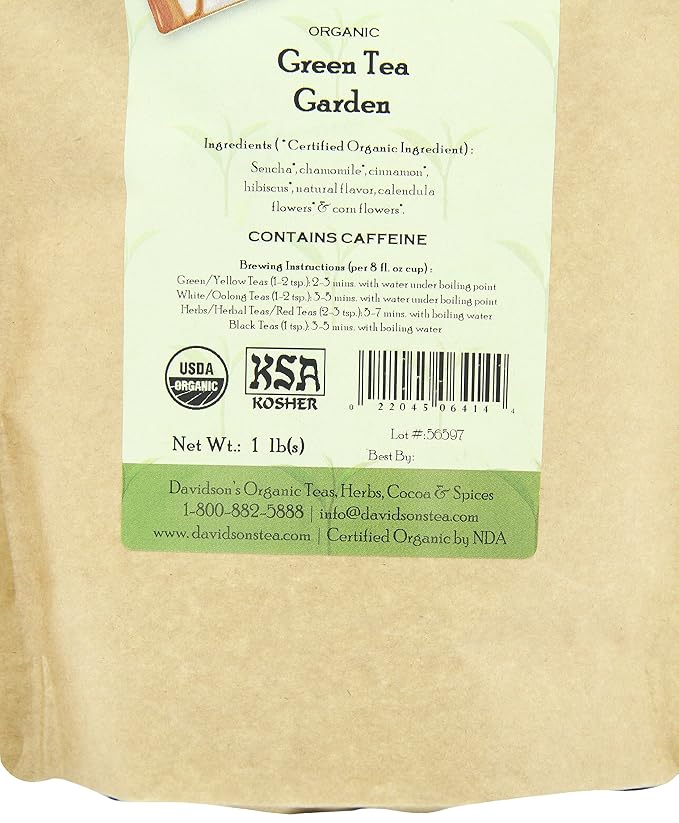 ORGANIC
Green Tea
Garden
Ingredients (*Certified Organic Ingredient):
Sencha*, chamomile*, cinnamon*,
hibiscus*, natural flavor, calendula
flowers* & corn flowers*.
CONTAINS CAFFEINE
Brewing Instructions (per 8 fl. oz cup):
Green/Yellow Teas (1-2 tsp.): 2-3 mins. with water under boiling point
White/Oolong Teas (1-2 tsp.): 3-5 mins. with water under boiling point
Herbs/Herbal Teas/Red Teas (2-3 tsp.): 5-7 mins. with boiling water
Black Teas (1 tsp.): 3-5 mins. with boiling water
USDA
ORGANIC
KSA
KOSHER
0 22045 06414 4
Net Wt.: 1 lb(s)
Lot #:56597
Best By:
Davidson's Organic Teas, Herbs, Cocoa & Spices
1-800-882-5888 | info@davidsonstea.com
www.davidsonstea.com | Certified Organic by NDA